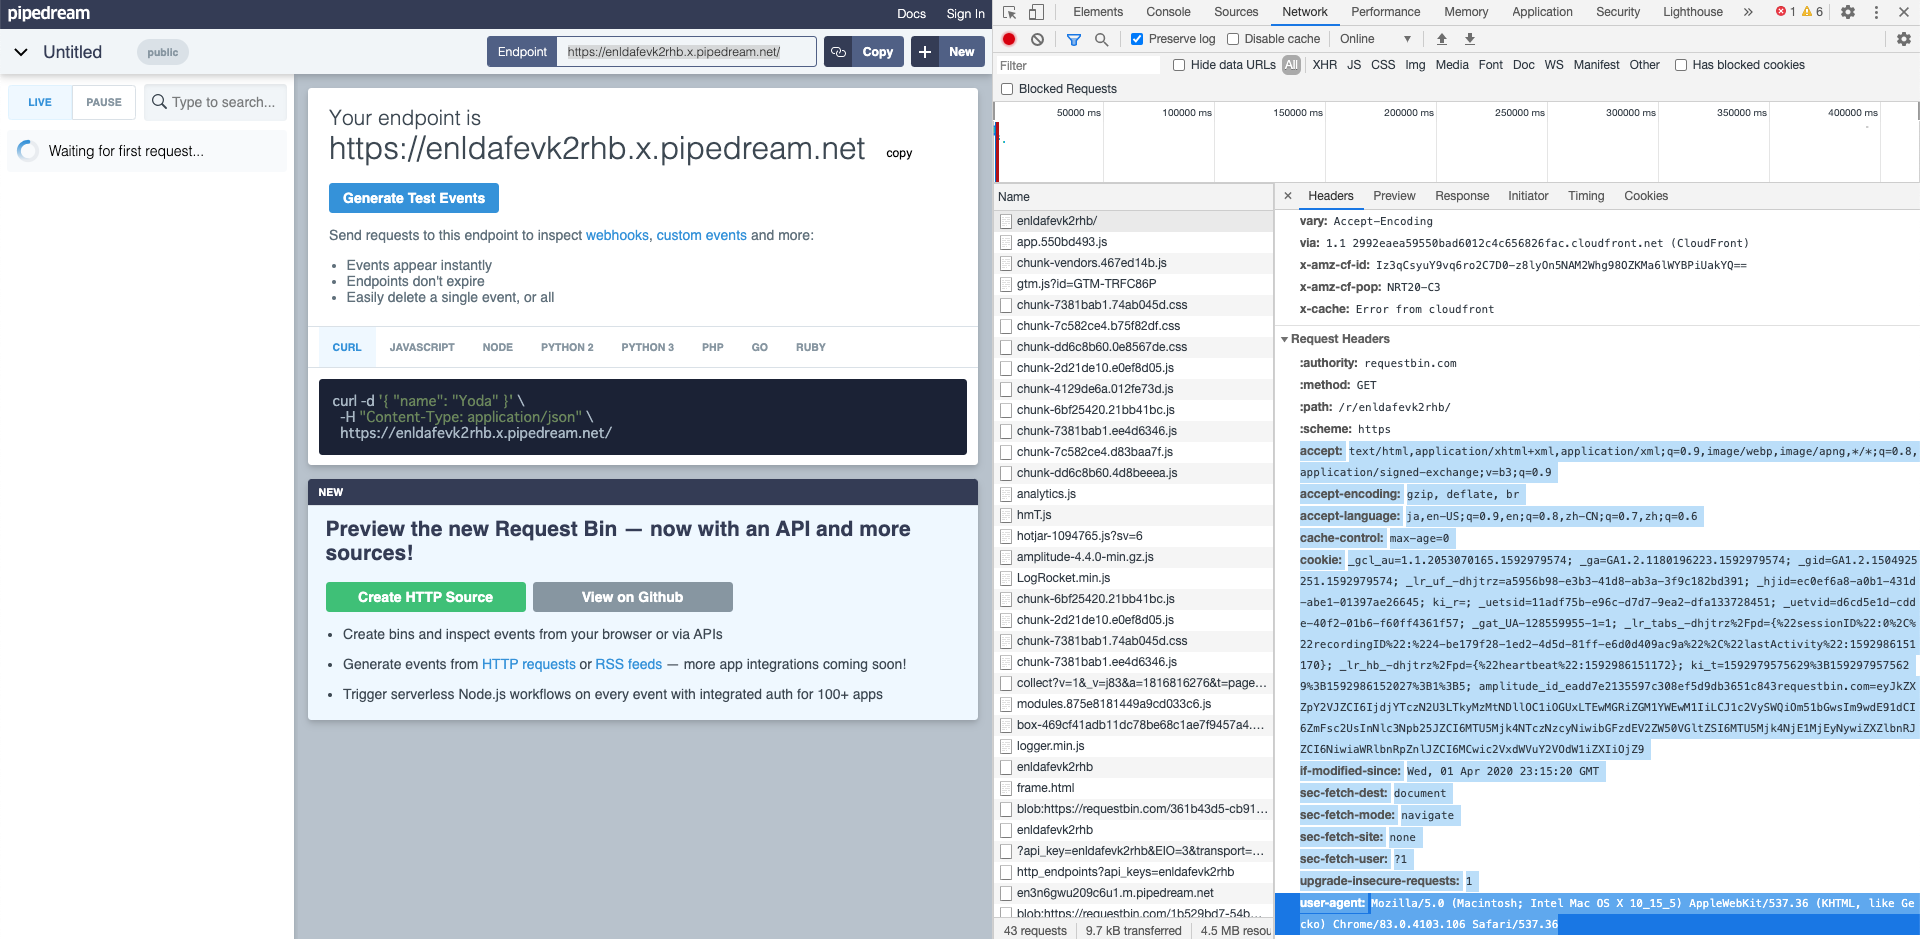 pipedream
Docs
Sign In
Untitled
public
Endpoint
https://enldafevk2rhb.x.pipedream.net/
Copy
New
LIVE
PAUSE
Type to search...
Waiting for first request...
Your endpoint is
https://enldafevk2rhb.x.pipedream.net
copy
Generate Test Events
Send requests to this endpoint to inspect webhooks, custom events and more:
• Events appear instantly
• Endpoints don't expire
• Easily delete a single event, or all
CURL
JAVASCRIPT
NODE
PYTHON 2
PYTHON 3
PHP
GO
RUBY
curl -d '{ "name": "Yoda" }' \
-H "Content-Type: application/json" \
https://enldafevk2rhb.x.pipedream.net/
NEW
Preview the new Request Bin — now with an API and more
sources!
Create HTTP Source
View on Github
• Create bins and inspect events from your browser or via APIs
• Generate events from HTTP requests or RSS feeds — more app integrations coming soon!
• Trigger serverless Node.js workflows on every event with integrated auth for 100+ apps
Elements
Console
Sources
Network
Performance
Memory
Application
Security
Lighthouse
»
1
6
Preserve log
Disable cache
Online
Filter
Hide data URLs
All
XHR
JS
CSS
Img
Media
Font
Doc
WS
Manifest
Other
Has blocked cookies
Blocked Requests
50000 ms
100000 ms
150000 ms
200000 ms
250000 ms
300000 ms
350000 ms
400000 ms
Name
enldafevk2rhb/
app.550bd493.js
chunk-vendors.467ed14b.js
gtm.js?id=GTM-TRFC86P
chunk-7381bab1.74ab045d.css
chunk-7c582ce4.b75f82df.css
chunk-dd6c8b60.0e8567de.css
chunk-2d21de10.e0ef8d05.js
chunk-4129de6a.012fe73d.js
chunk-6bf25420.21bb41bc.js
chunk-7381bab1.ee4d6346.js
chunk-7c582ce4.d83baa7f.js
chunk-dd6c8b60.4d8beeea.js
analytics.js
hmT.js
hotjar-1094765.js?sv=6
amplitude-4.4.0-min.gz.js
LogRocket.min.js
chunk-6bf25420.21bb41bc.js
chunk-2d21de10.e0ef8d05.js
chunk-7381bab1.74ab045d.css
chunk-7381bab1.ee4d6346.js
collect?v=1&_v=j83&a=1816816276&t=page...
modules.875e8181449a9cd033c6.js
box-469cf41adb11dc78be68c1ae7f9457a4....
logger.min.js
enldafevk2rhb
frame.html
blob:https://requestbin.com/361b43d5-cb91...
enldafevk2rhb
?api_key=enldafevk2rhb&EIO=3&transport=...
http_endpoints?api_keys=enldafevk2rhb
en3n6gwu209c6u1.m.pipedream.net
blob:https://requestbin.com/1b529bd7-54b...
43 requests
9.7 kB transferred
4.5 MB resou
Headers
Preview
Response
Initiator
Timing
Cookies
vary: Accept-Encoding
via: 1.1 2992eaea59550bad6012c4c656826fac.cloudfront.net (CloudFront)
x-amz-cf-id: Iz3qCsyuY9vq6ro2C7D0-z8lyOn5NAM2Whg98OZKMa6lWYBPiUakYQ==
x-amz-cf-pop: NRT20-C3
x-cache: Error from cloudfront
Request Headers
:authority: requestbin.com
:method: GET
:path: /r/enldafevk2rhb/
:scheme: https
accept: text/html,application/xhtml+xml,application/xml;q=0.9,image/webp,image/apng,*/*;q=0.8,
application/signed-exchange;v=b3;q=0.9
accept-encoding: gzip, deflate, br
accept-language: ja,en-US;q=0.9,en;q=0.8,zh-CN;q=0.7,zh;q=0.6
cache-control: max-age=0
cookie: _gcl_au=1.1.2053070165.1592979574; _ga=GA1.2.1180196223.1592979574; _gid=GA1.2.1504925
251.1592979574; _lr_uf_-dhjtrz=a5956b98-e3b3-41d8-ab3a-3f9c182bd391; _hjid=ec0ef6a8-a0b1-431d
-abe1-01397ae26645; ki_r=; _uetsid=11adf75b-e96c-d7d7-9ea2-dfa133728451; _uetvid=d6cd5e1d-cdd
e-40f2-01b6-f60ff4361f57; _gat_UA-128559955-1=1; _lr_tabs_-dhjtrz%2Fpd={%22sessionID%22:0%2C%
22recordingID%22:%224-be179f28-1ed2-4d5d-81ff-e6d0d409ac9a%22%2C%22lastActivity%22:1592986151
170}; _lr_hb_-dhjtrz%2Fpd={%22heartbeat%22:1592986151172}; ki_t=1592979575629%3B159297957562
9%3B1592986152027%3B1%3B5; amplitude_id_eadd7e2135597c308ef5d9db3651c843requestbin.com=eyJkZX
ZpY2VJZCI6IjdjYTczN2U3LTkyMzMtNDllOC1iOGUxLTEwMGRiZGM1YWEwM1IiLCJ1c2VySWQiOm51bGwsIm9wdE91dCI
6ZmFsc2UsInNlc3Npb25JZCI6MTU5Mjk4NTczNzcyNiwibGFzdEV2ZW50VGltZSI6MTU5Mjk4NjE1MjEyNywiZXZlbnRJ
ZCI6NiwiaWRlbnRpZnlJZCI6MCwic2VxdWVuY2VOdW1iZXIiOjZ9
if-modified-since: Wed, 01 Apr 2020 23:15:20 GMT
sec-fetch-dest: document
sec-fetch-mode: navigate
sec-fetch-site: none
sec-fetch-user: ?1
upgrade-insecure-requests: 1
user-agent: Mozilla/5.0 (Macintosh; Intel Mac OS X 10_15_5) AppleWebKit/537.36 (KHTML, like Ge
cko) Chrome/83.0.4103.106 Safari/537.36